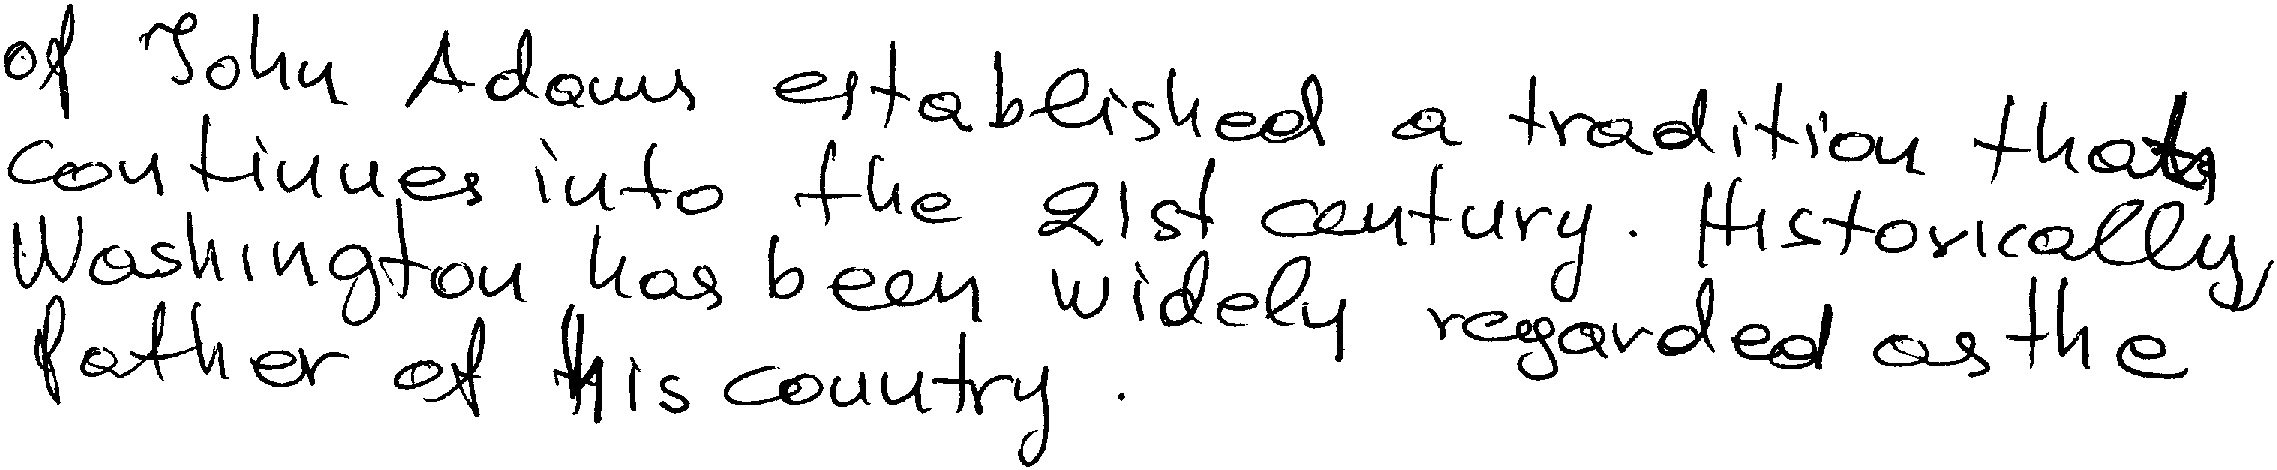 of John Adams established a tradition that
continues into the 21st century. Historically,
Washington has been widely regarded as the
father of his country.